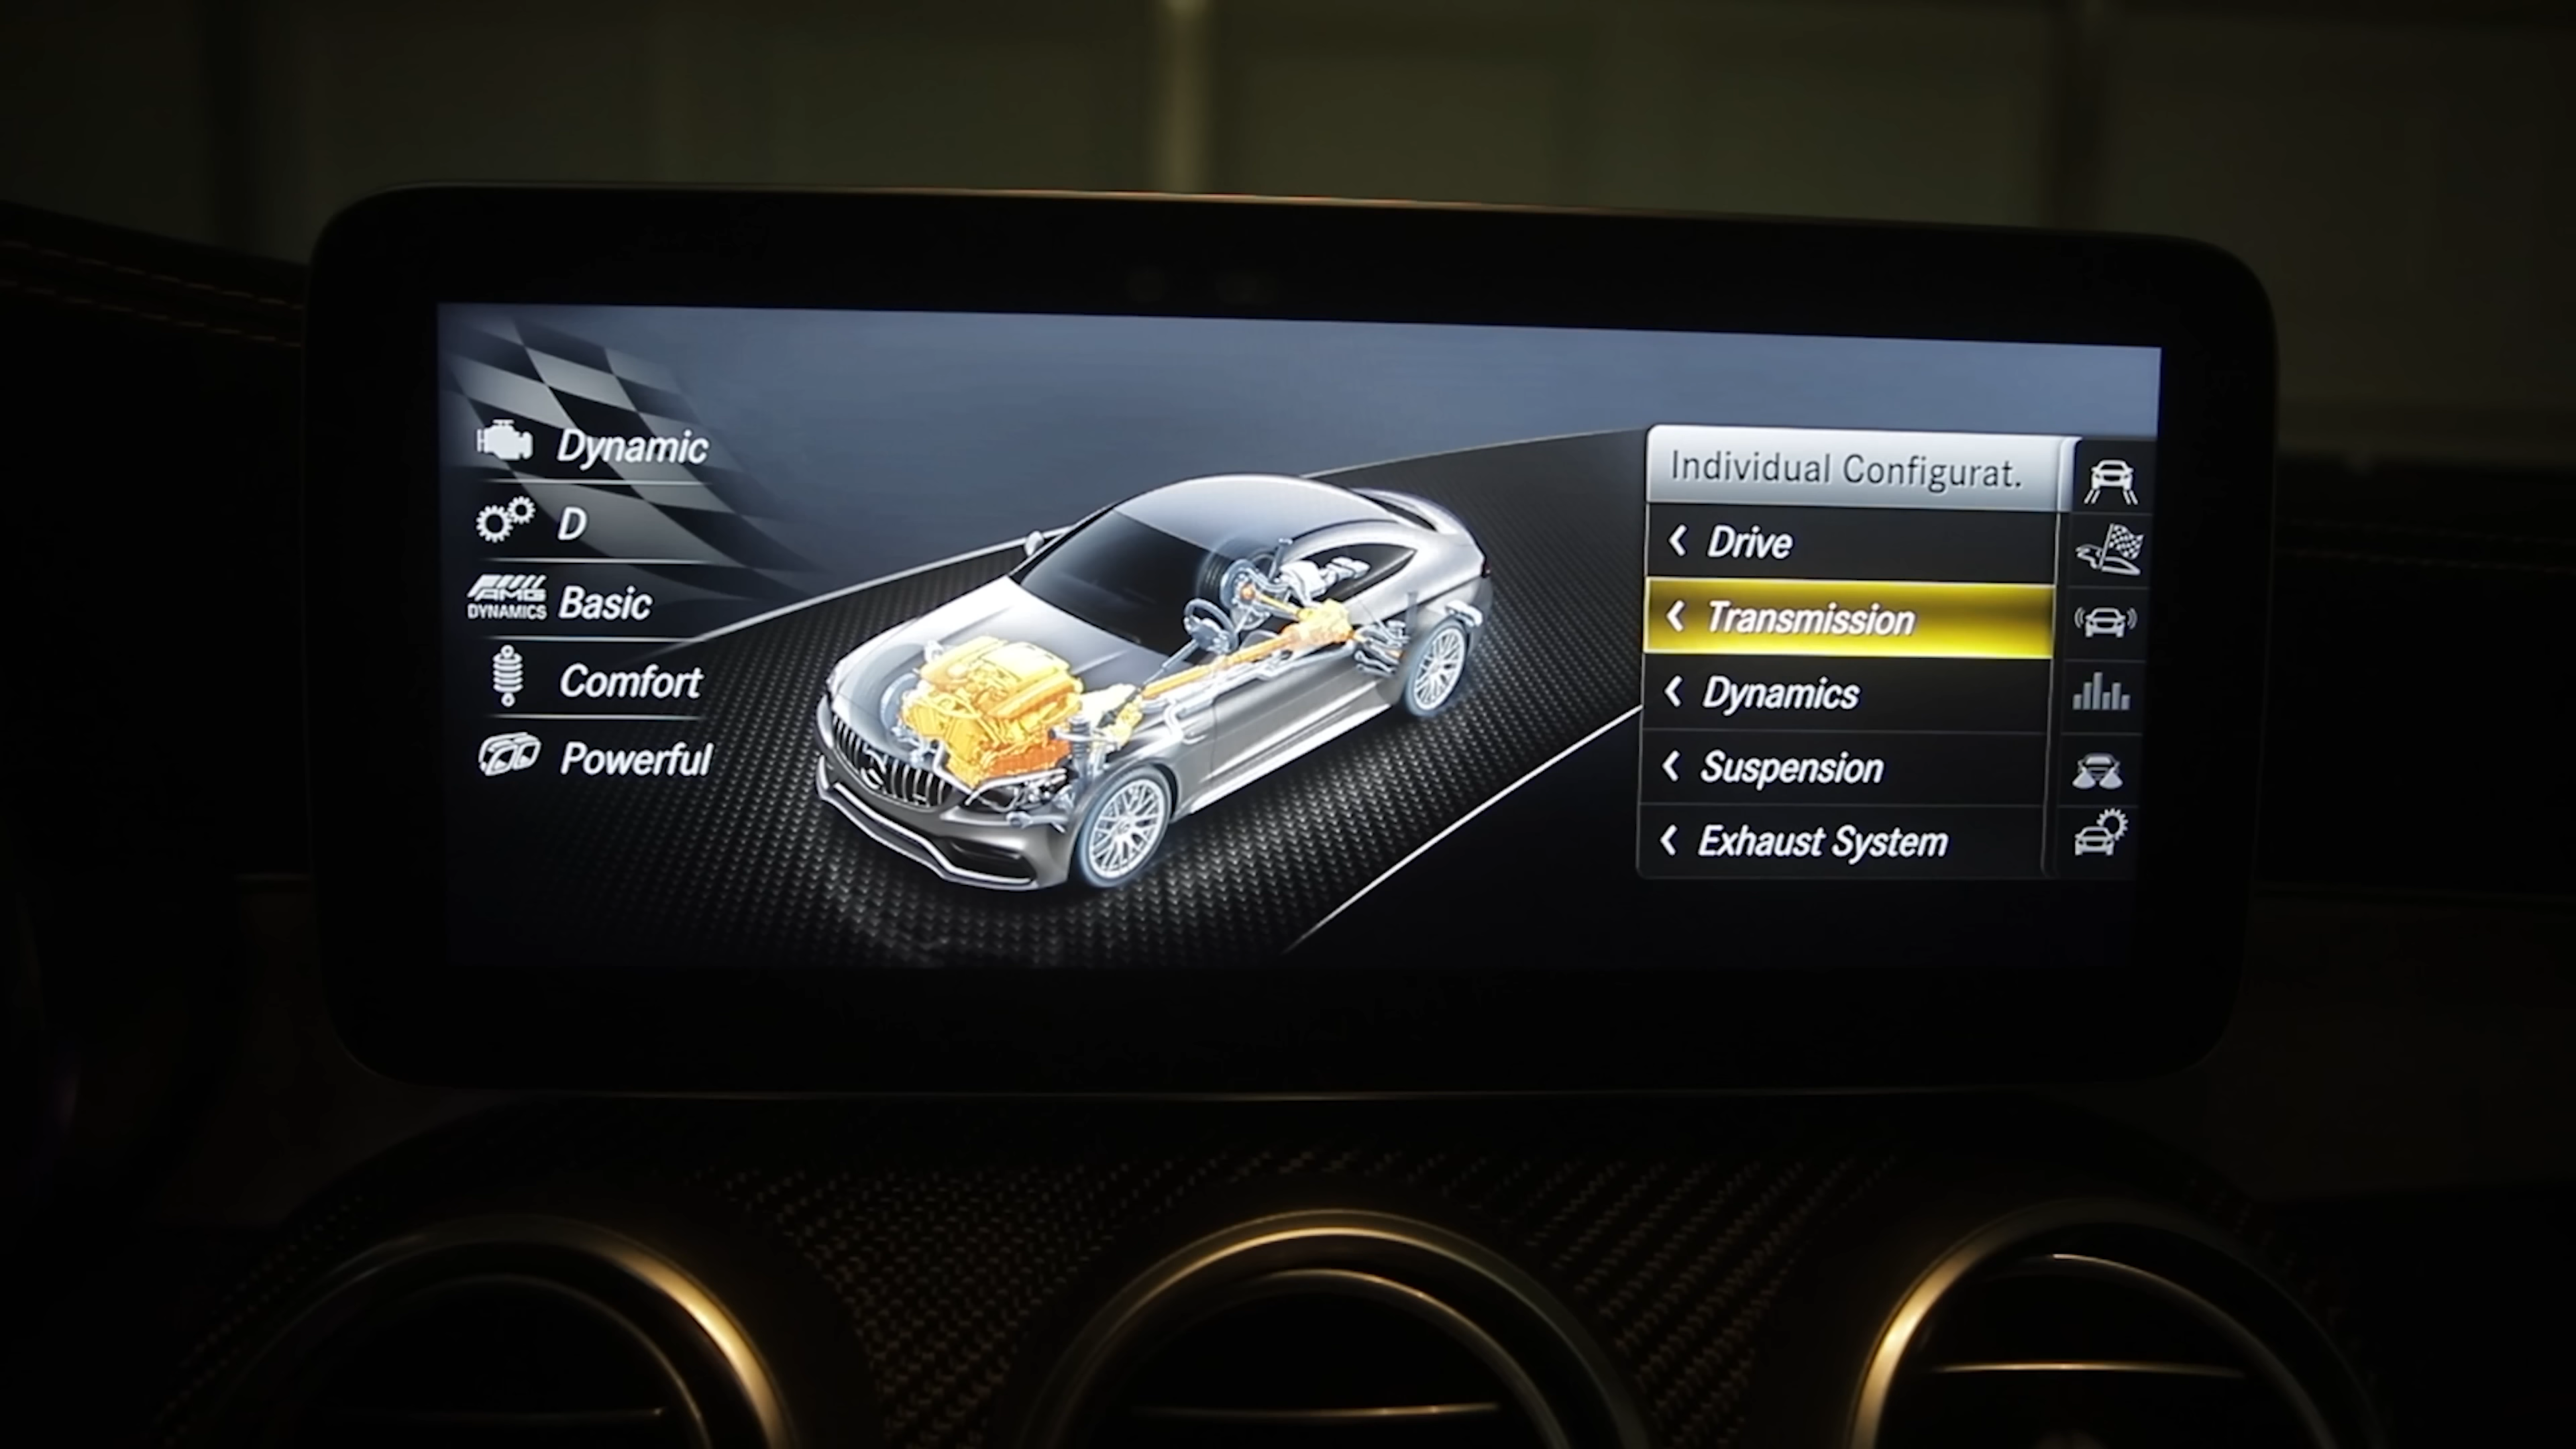 Dynamic
D
AMG
DYNAMICS
Basic
Comfort
Powerful
Individual Configurat.
Drive
Transmission
Dynamics
Suspension
Exhaust System